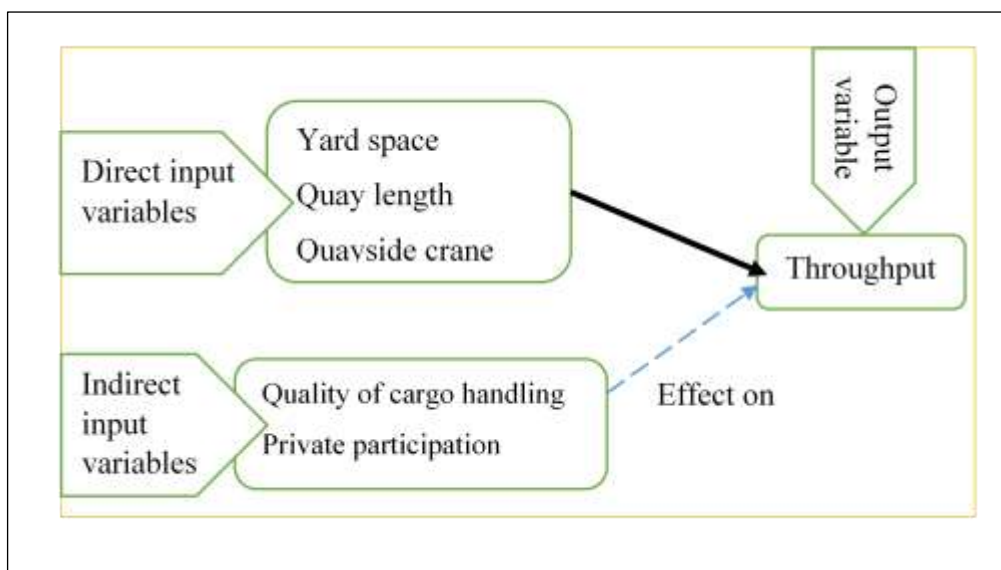 Direct input
variables
Yard space
Quay length
Quavside crane
Output
variable
Throughput
Indirect
input
variables
Quality of cargo handling
Private participation
Effect on